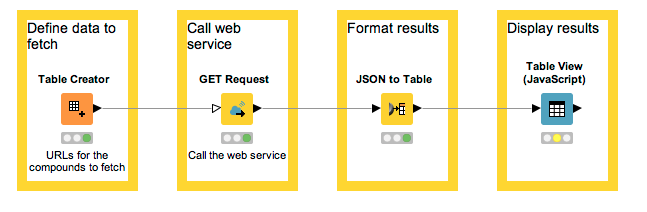 Define data to
fetch
Table Creator
URLs for the
compounds to fetch
Call web
service
GET Request
Call the web service
Format results
JSON to Table
Display results
Table View
(JavaScript)